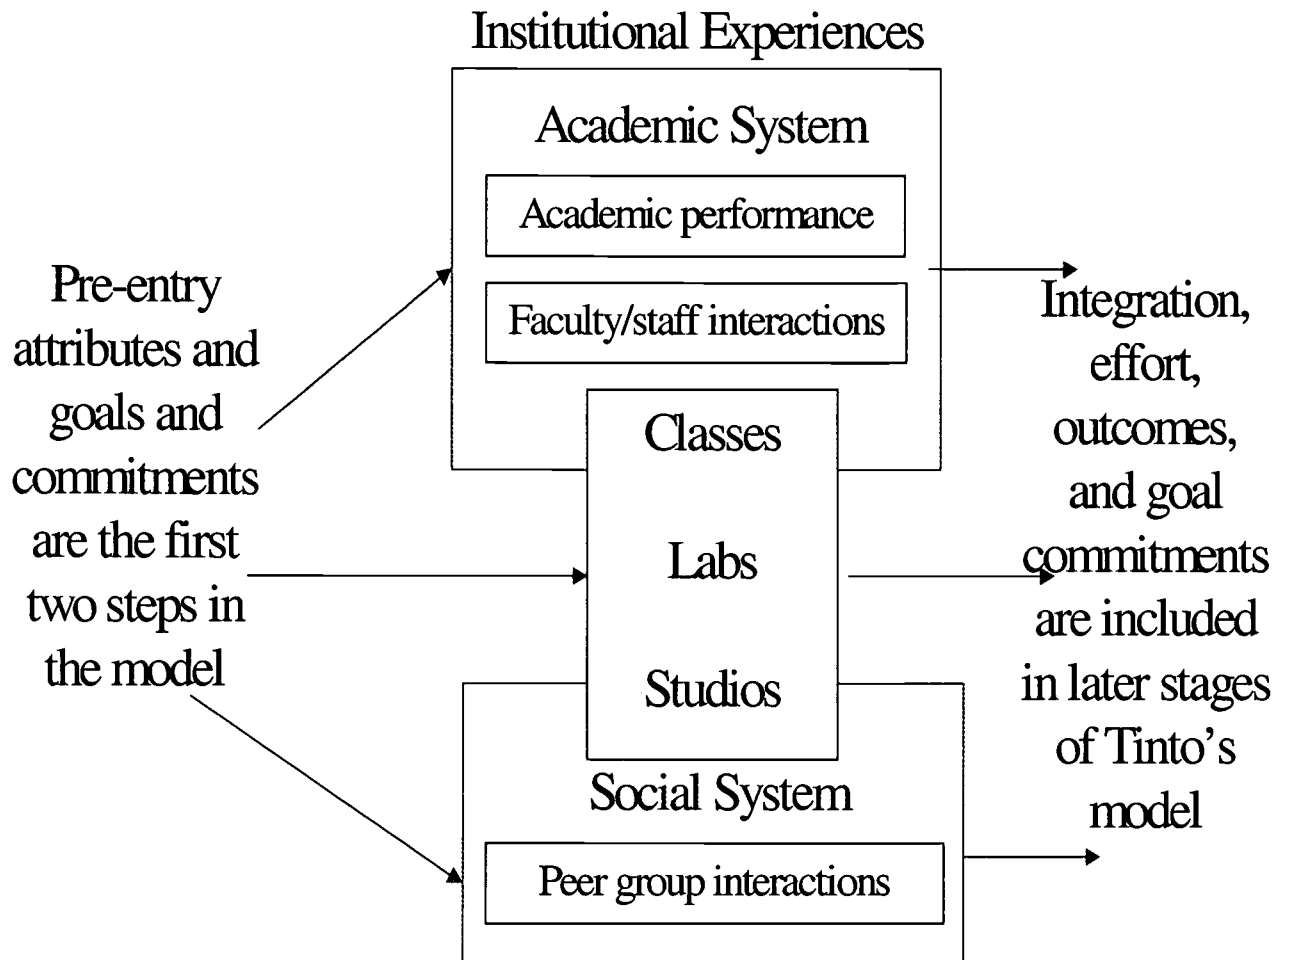 Institutional Experiences
Academic System
Academic performance
Faculty/staff interactions
Pre-entry
attributes and
goals and
commitments
are the first
two steps in
the model
Classes
Labs
Studios
Social System
Peer group interactions
Integration,
effort,
outcomes,
and goal
commitments
are included
in later stages
of Tinto's
model